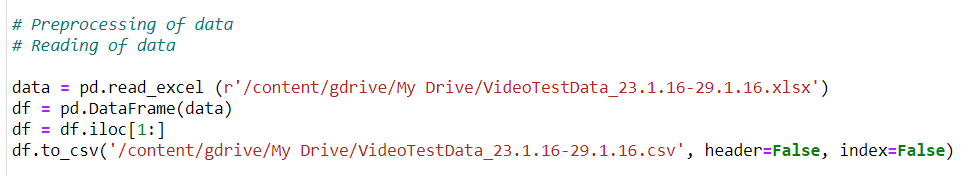 # Preprocessing of data
# Reading of data
data = pd.read_excel (r'/content/gdrive/My Drive/VideoTestData_23.1.16-29.1.16.xlsx')
df = pd.DataFrame(data)
df = df.iloc[1:]
df.to_csv('/content/gdrive/My Drive/VideoTestData_23.1.16-29.1.16.csv', header=False, index=False)